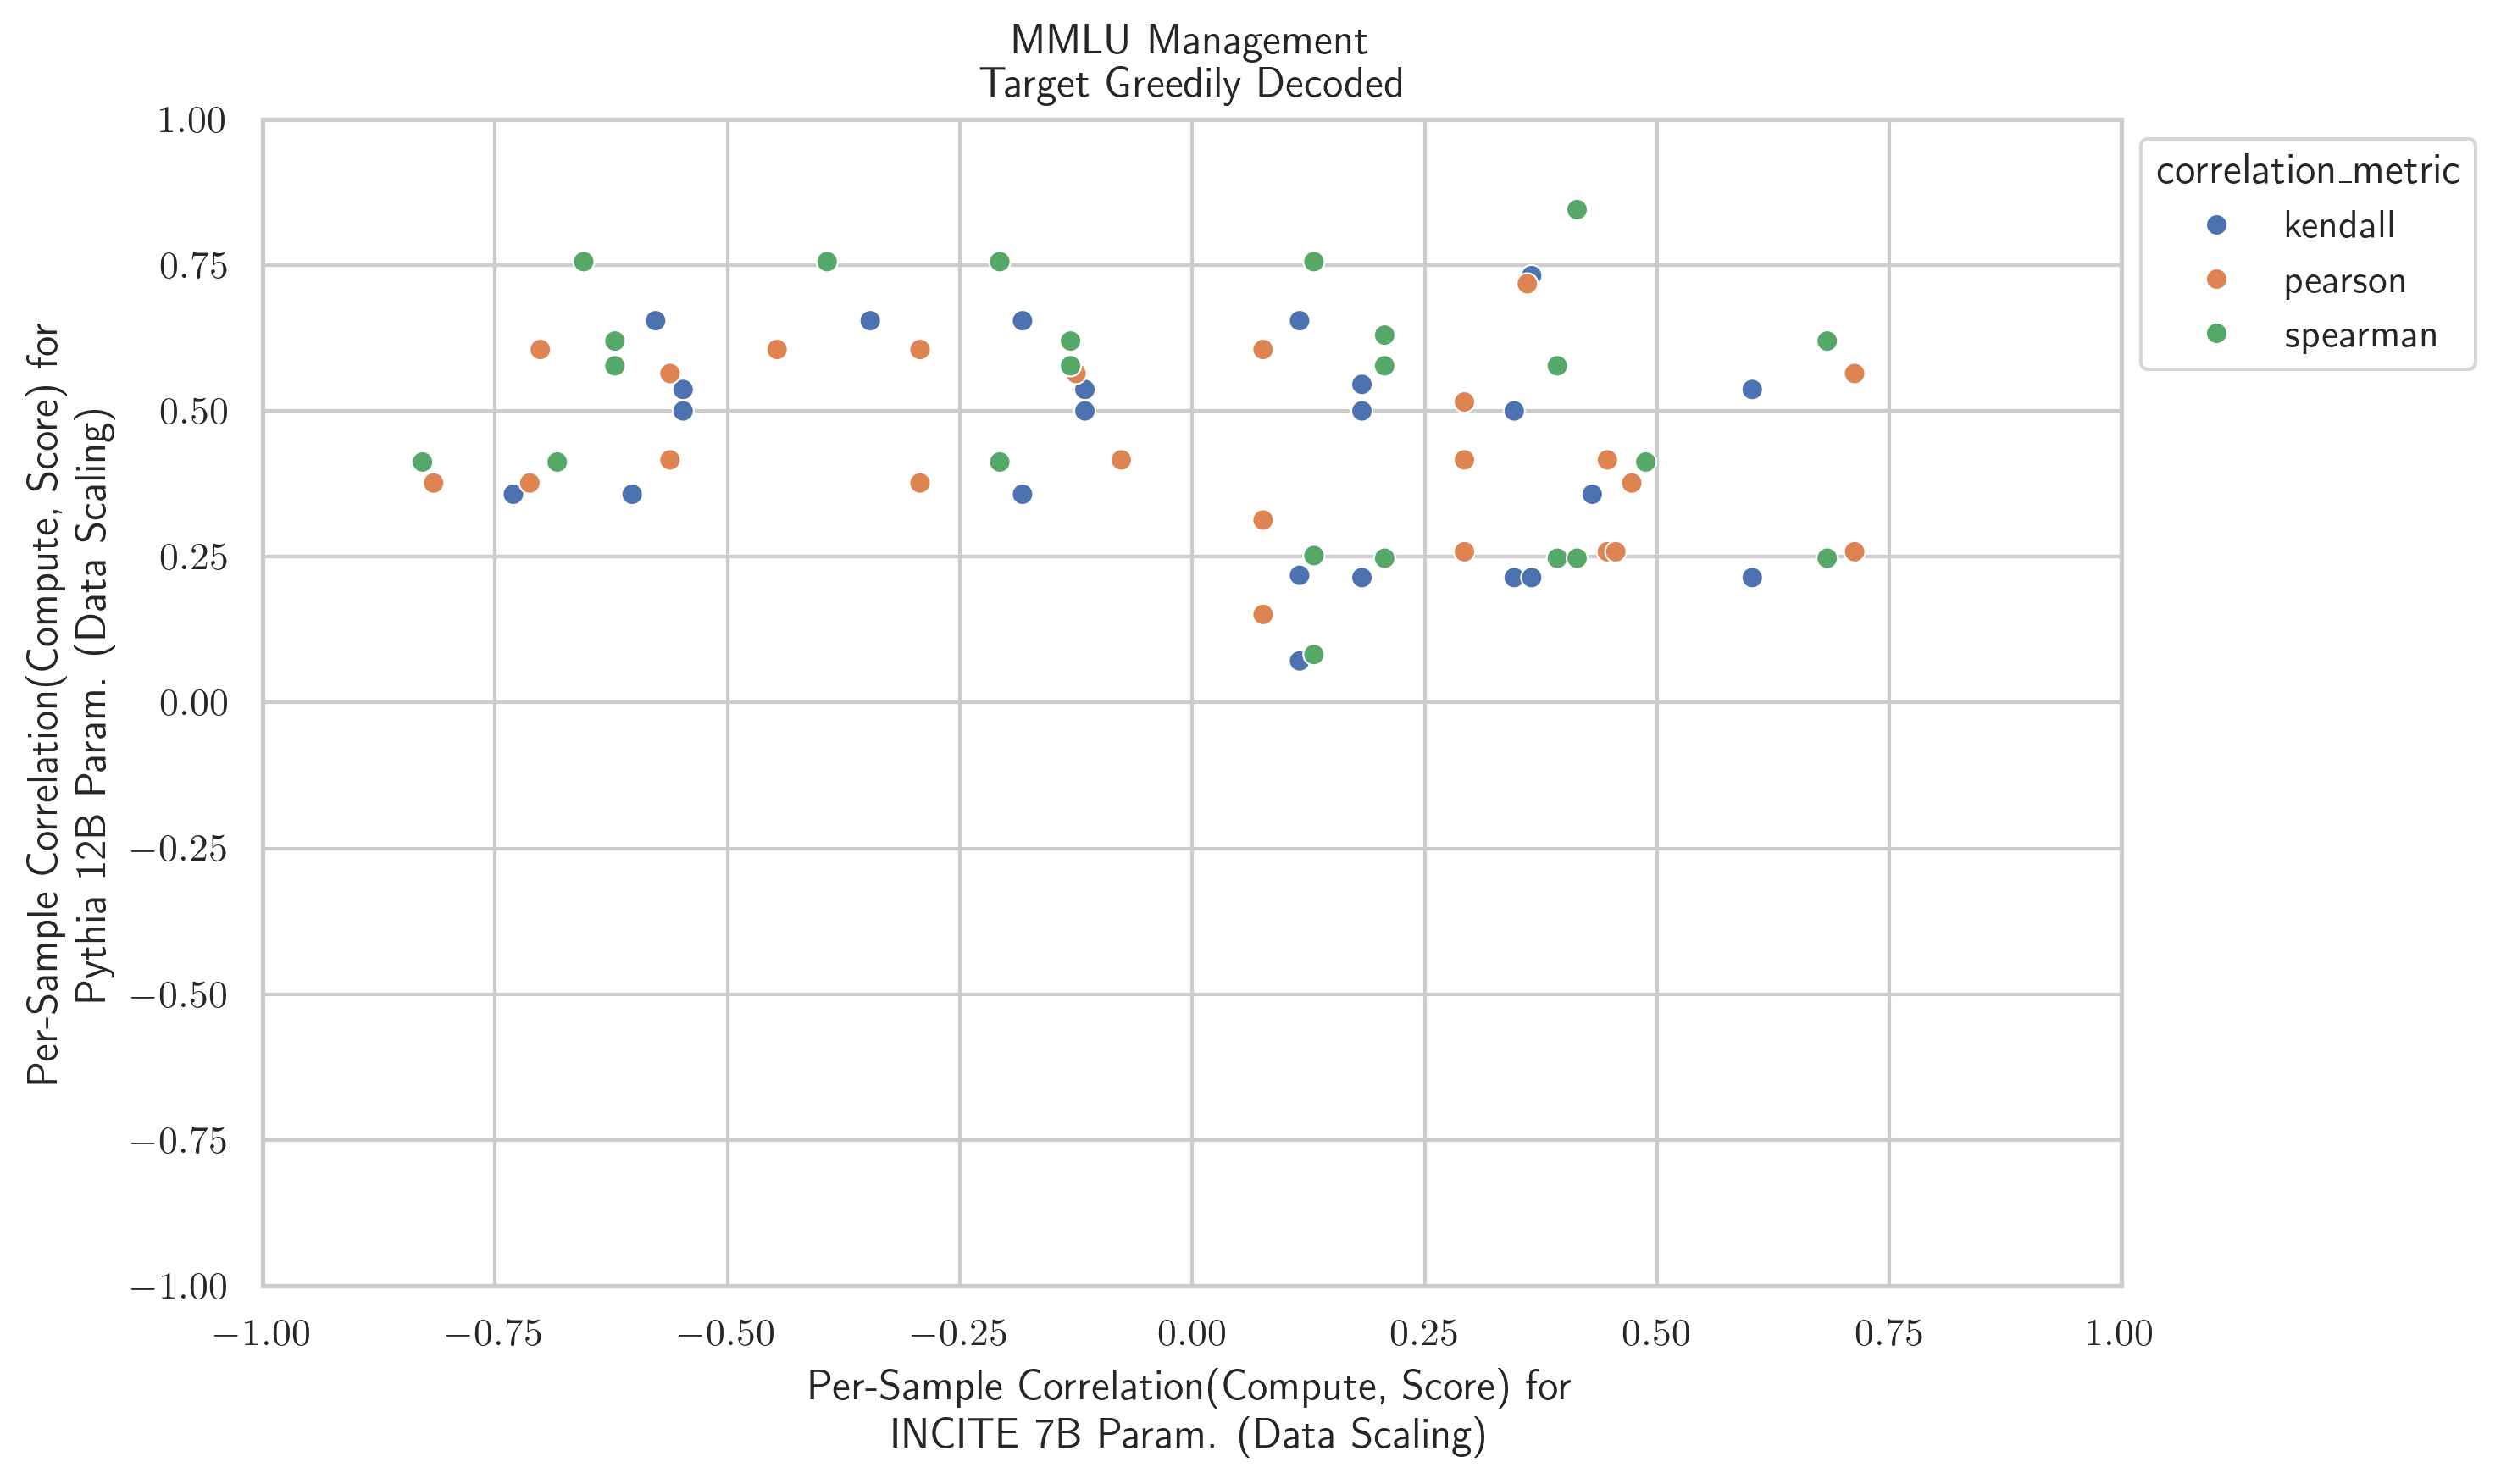 MMLU Management
Target Greedily Decoded
Per-Sample Correlation(Compute, Score) for
Pythia 12B Param. (Data Scaling)
1.00
0.75
0.50
0.25
0.00
−0.25
−0.50
−0.75
−1.00
−1.00 −0.75 −0.50 −0.25 0.00 0.25 0.50 0.75 1.00
Per-Sample Correlation(Compute, Score) for
INCITE 7B Param. (Data Scaling)
correlation_metric
kendall
pearson
spearman